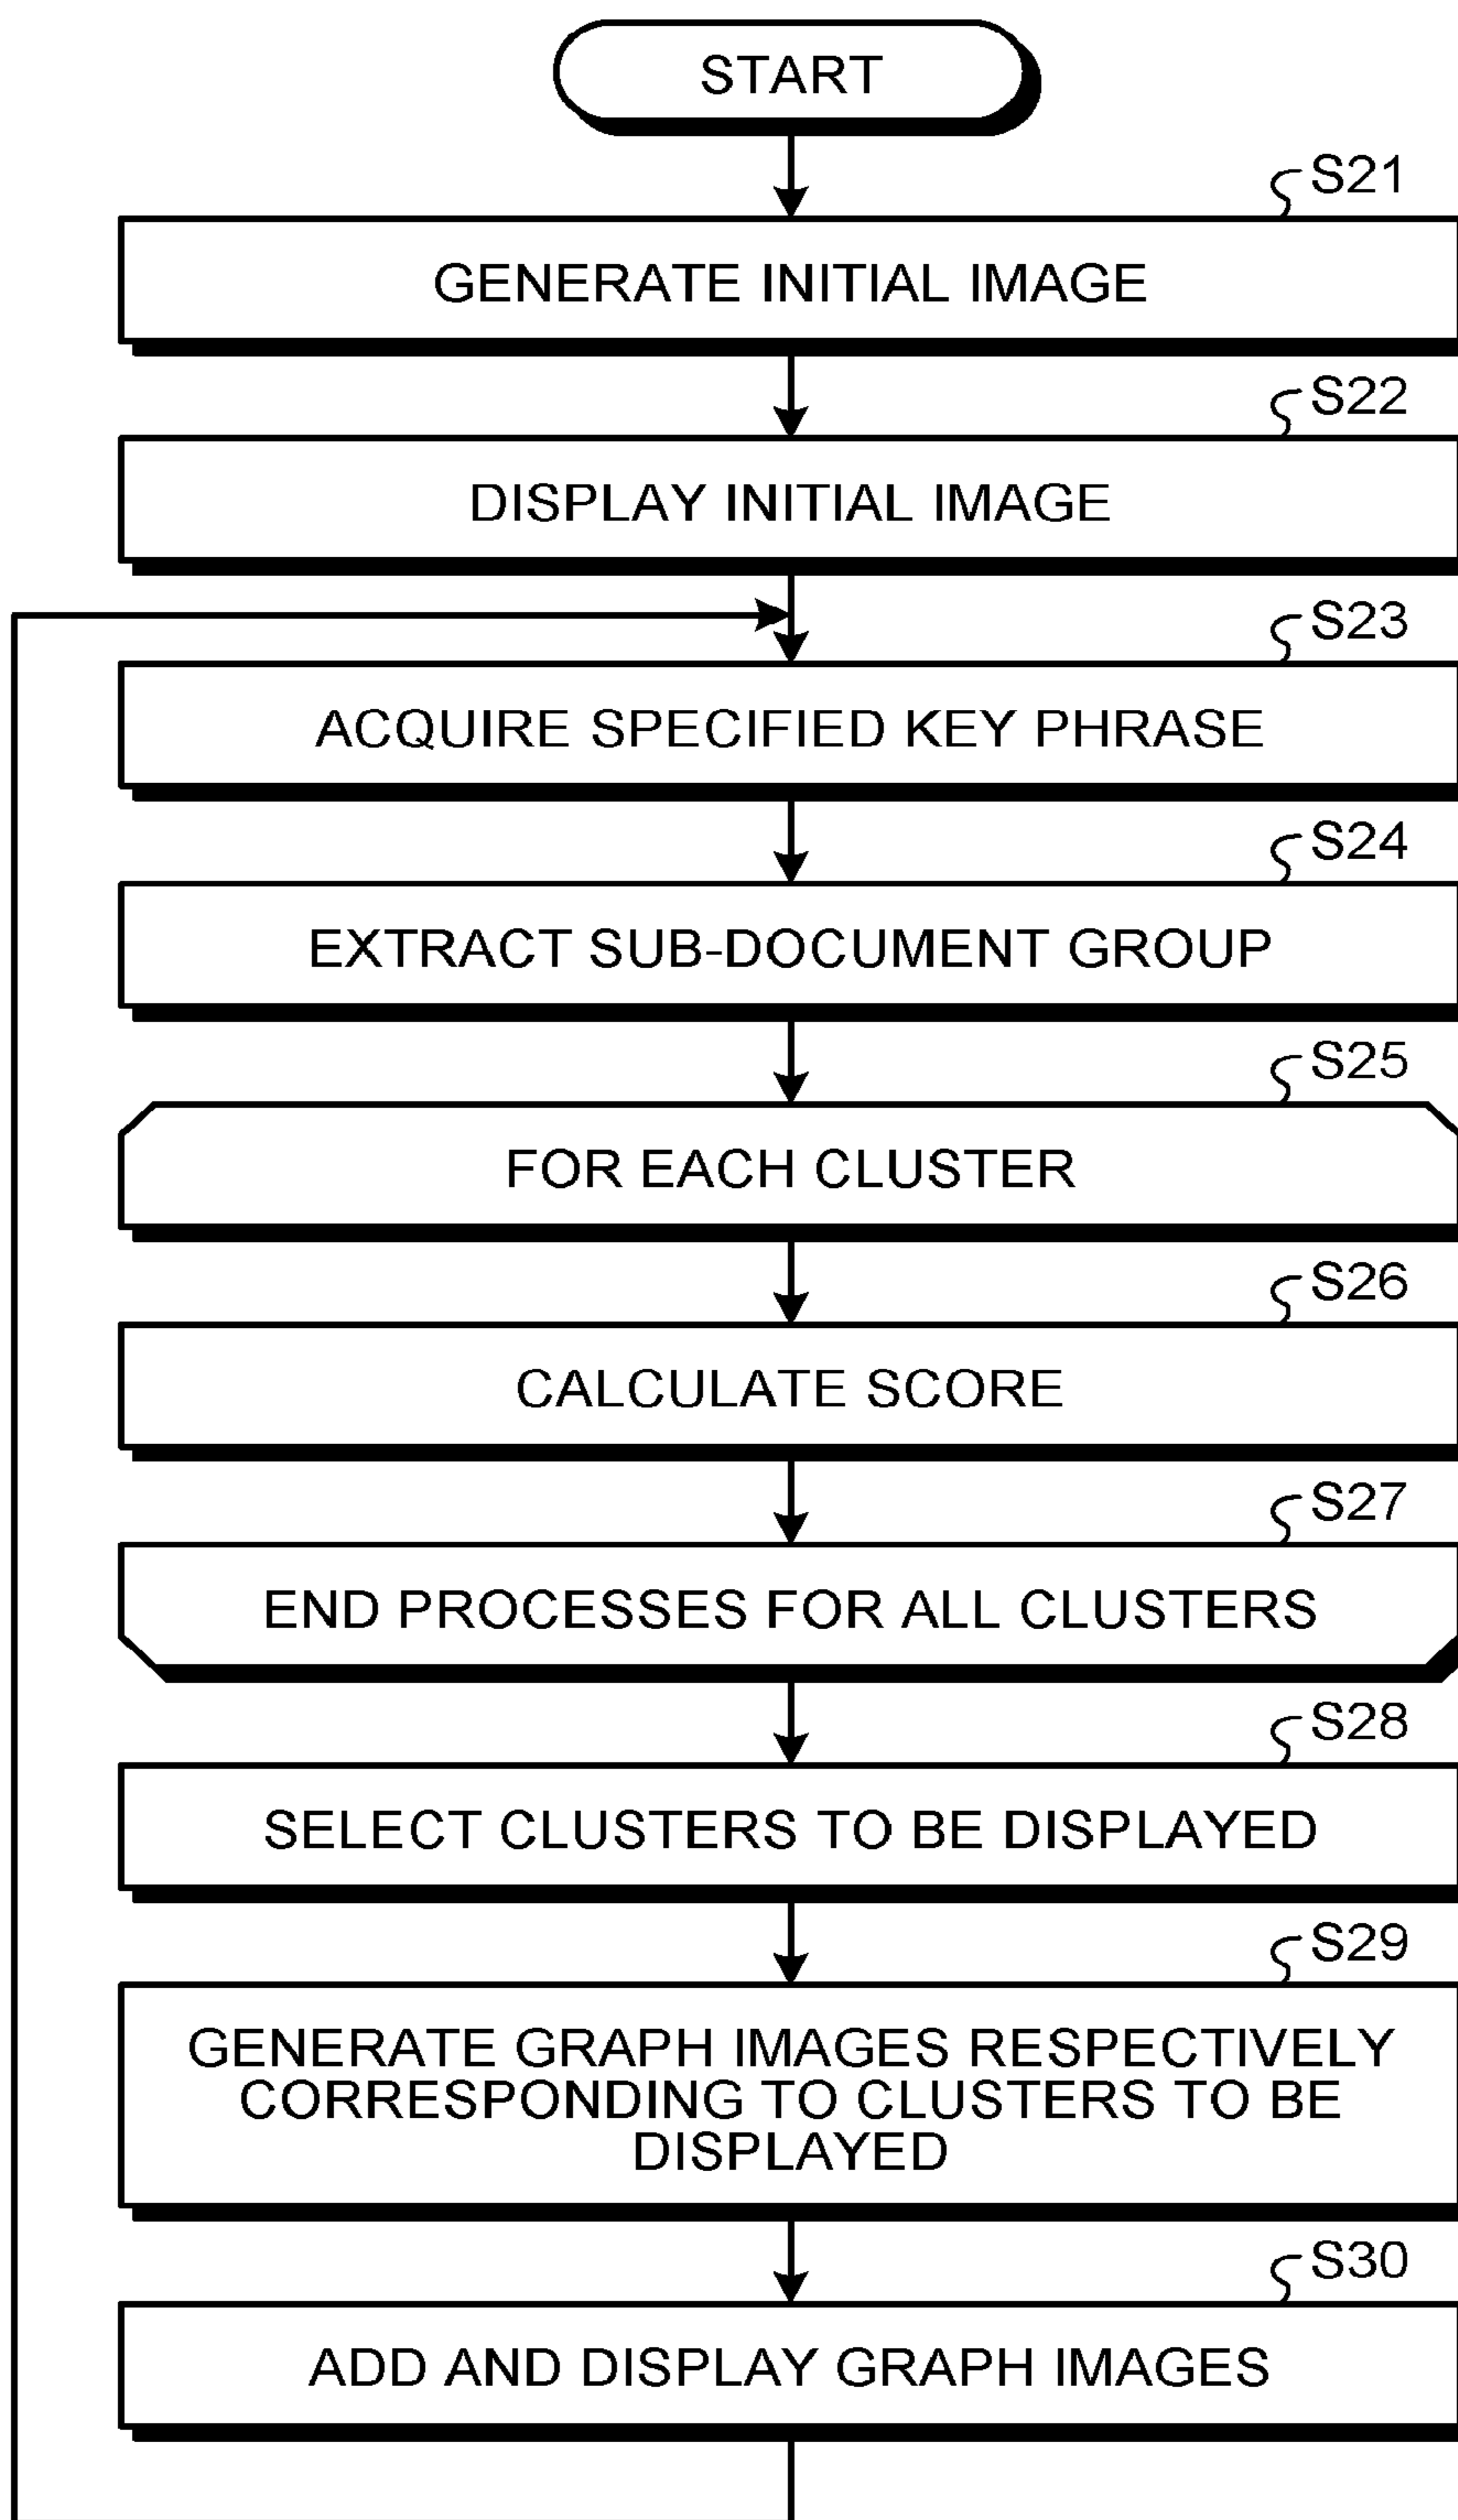 START
S21
GENERATE INITIAL IMAGE
S22
DISPLAY INITIAL IMAGE
S23
ACQUIRE SPECIFIED KEY PHRASE
S24
EXTRACT SUB-DOCUMENT GROUP
S25
FOR EACH CLUSTER
S26
CALCULATE SCORE
S27
END PROCESSES FOR ALL CLUSTERS
S28
SELECT CLUSTERS TO BE DISPLAYED
S29
GENERATE GRAPH IMAGES RESPECTIVELY
CORRESPONDING TO CLUSTERS TO BE
DISPLAYED
S30
ADD AND DISPLAY GRAPH IMAGES